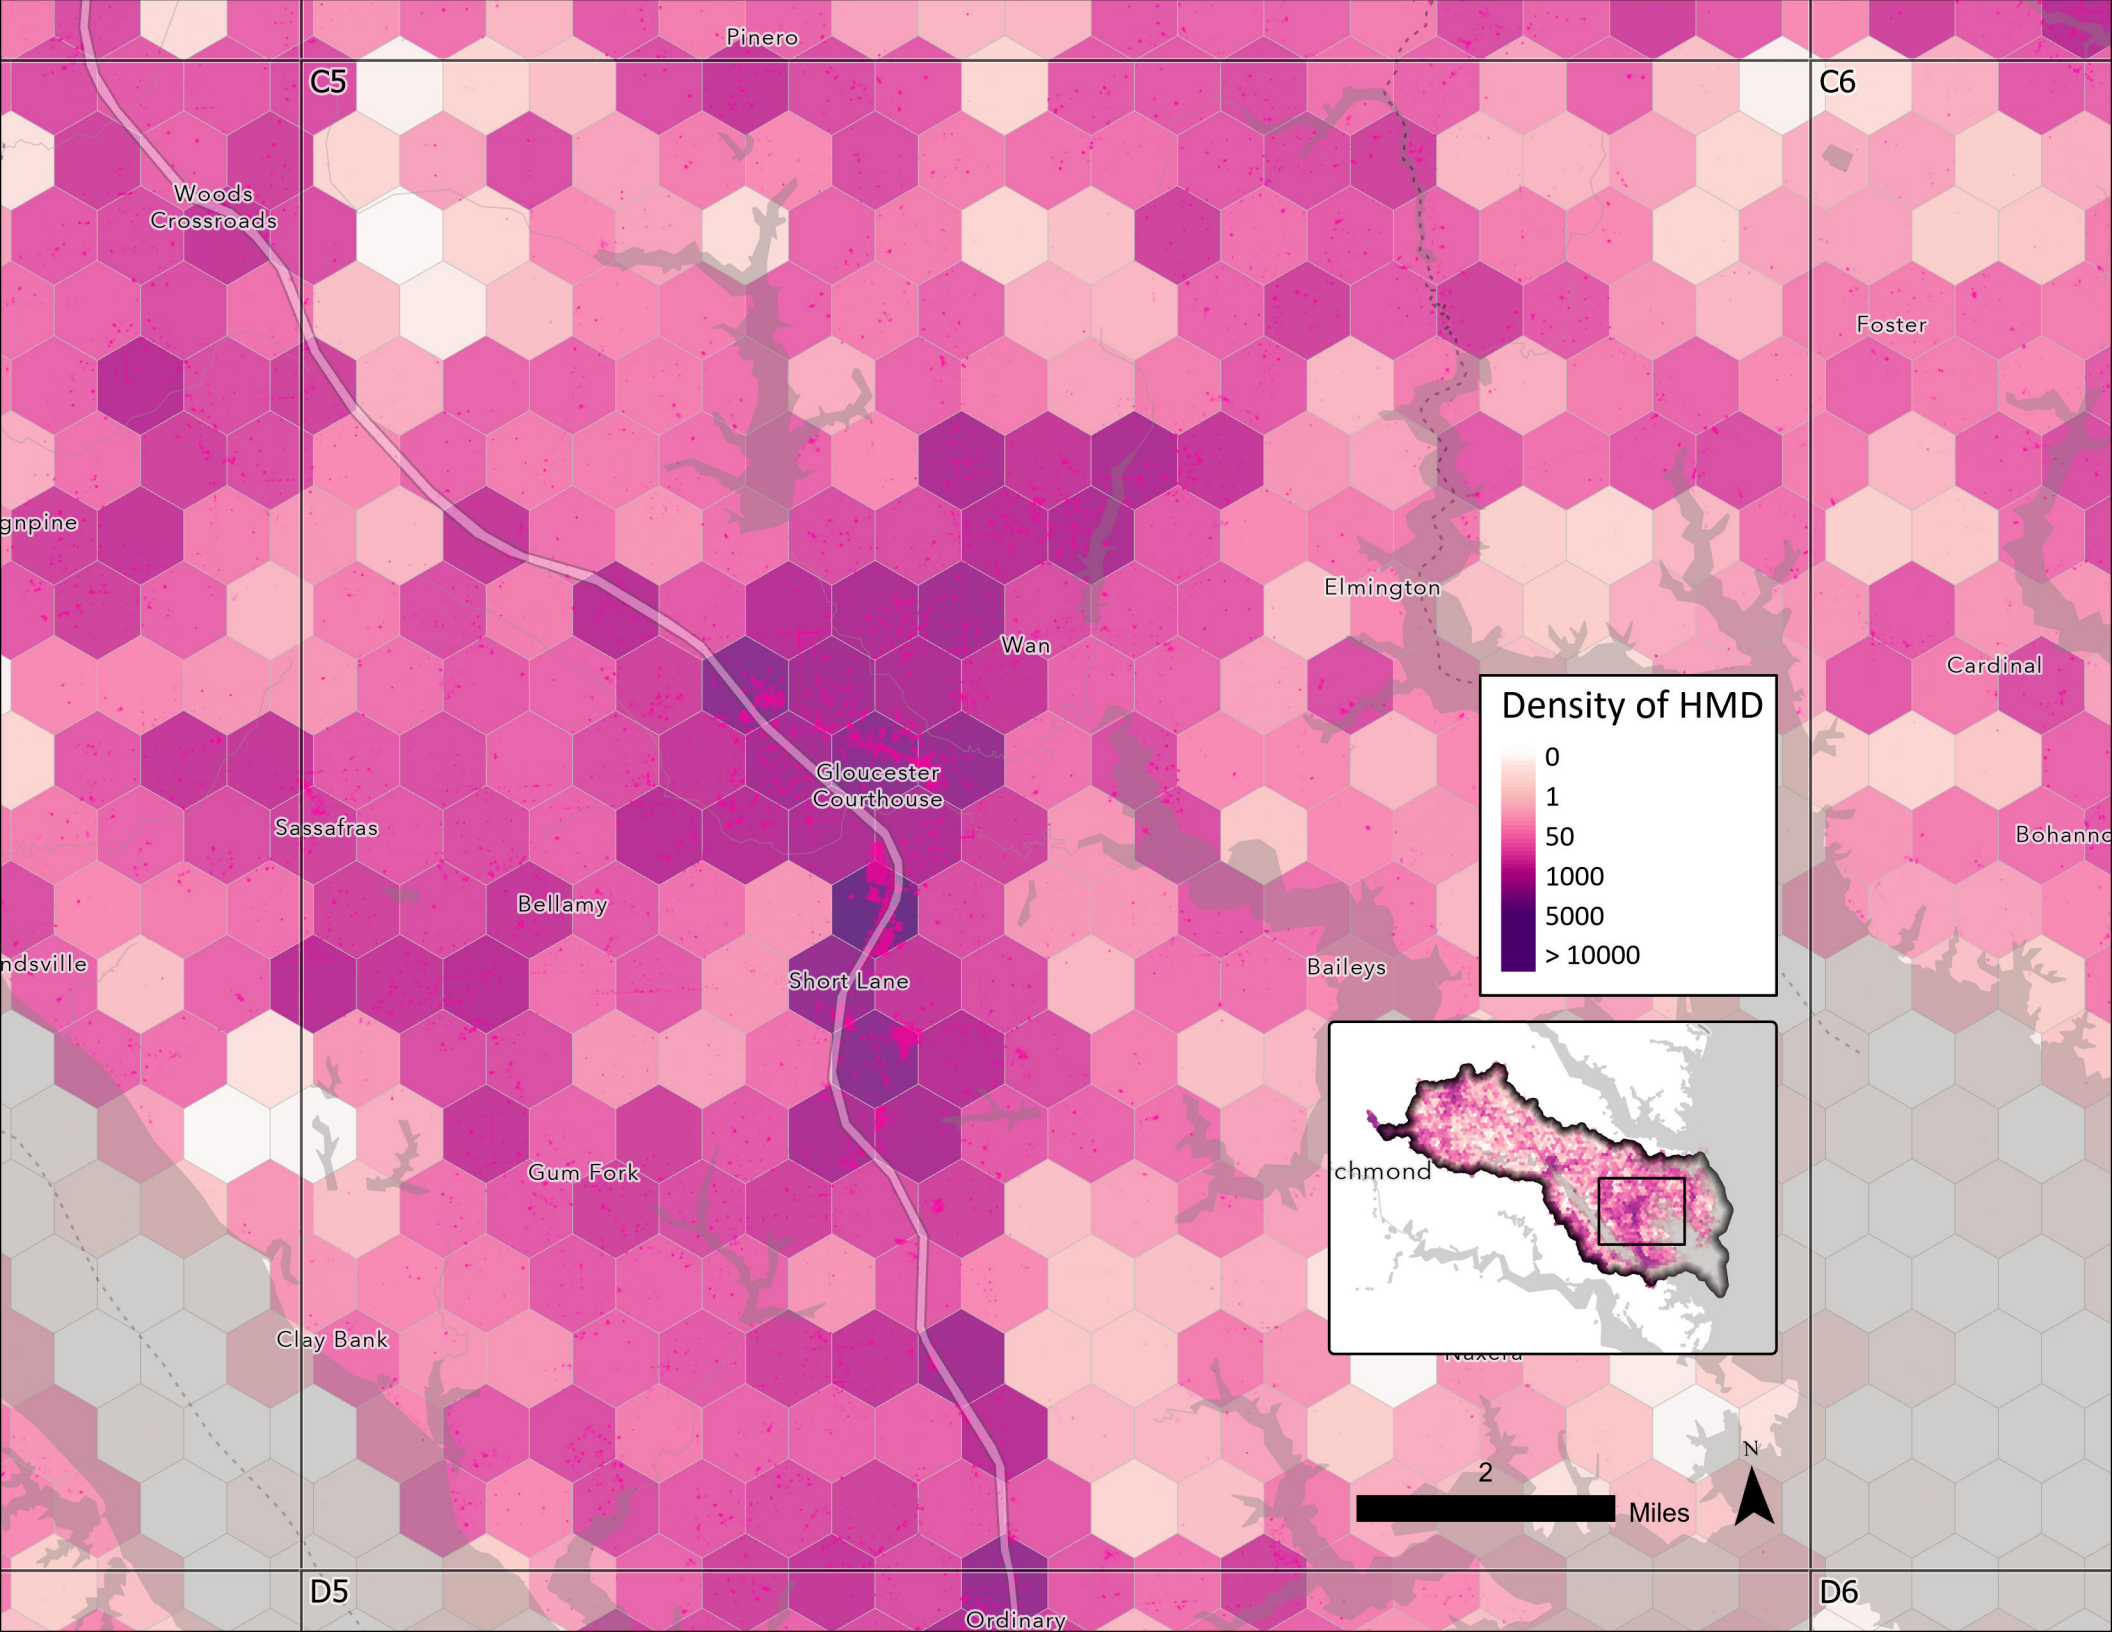 Pinero
C5
C6
Woods
Crossroads
Foster
gnpine
Elmington
Wan
Cardinal
Density of HMD
0
1
50
1000
5000
> 10000
Gloucester
Courthouse
Sassafras
Bohanno
Bellamy
ndsville
Short Lane
Baileys
Gum Fork
chmond
Clay Bank
Naxera
N
2
Miles
D5
D6
Ordinary